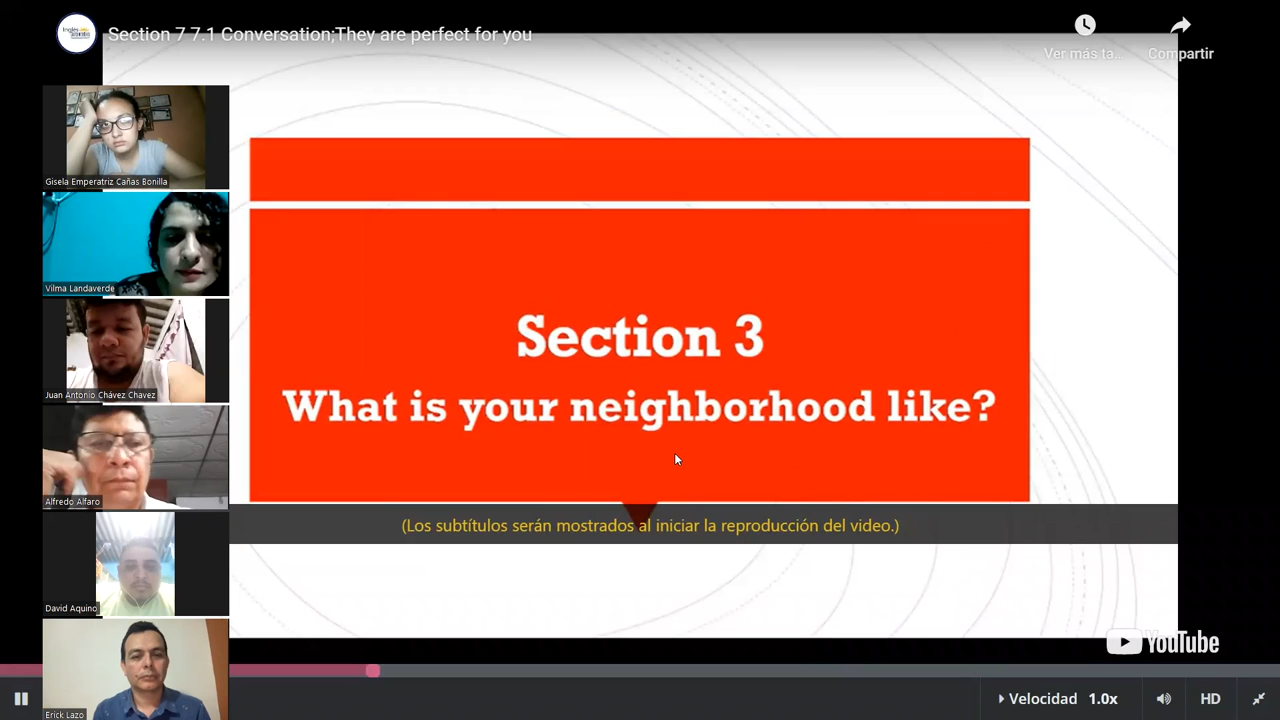 Section 7 7.1 Conversation;They are perfect for you
Ver más ta...
Compartir
Gisela Emperatriz Cañas Bonilla
Vilma Landaverde
Juan Antonio Chávez Chavez
Alfredo Alfaro
David Aquino
Erick Lazo
Section 3
What is your neighborhood like?
(Los subtítulos serán mostrados al iniciar la reproducción del video.)
YouTube
Velocidad 1.0x
HD